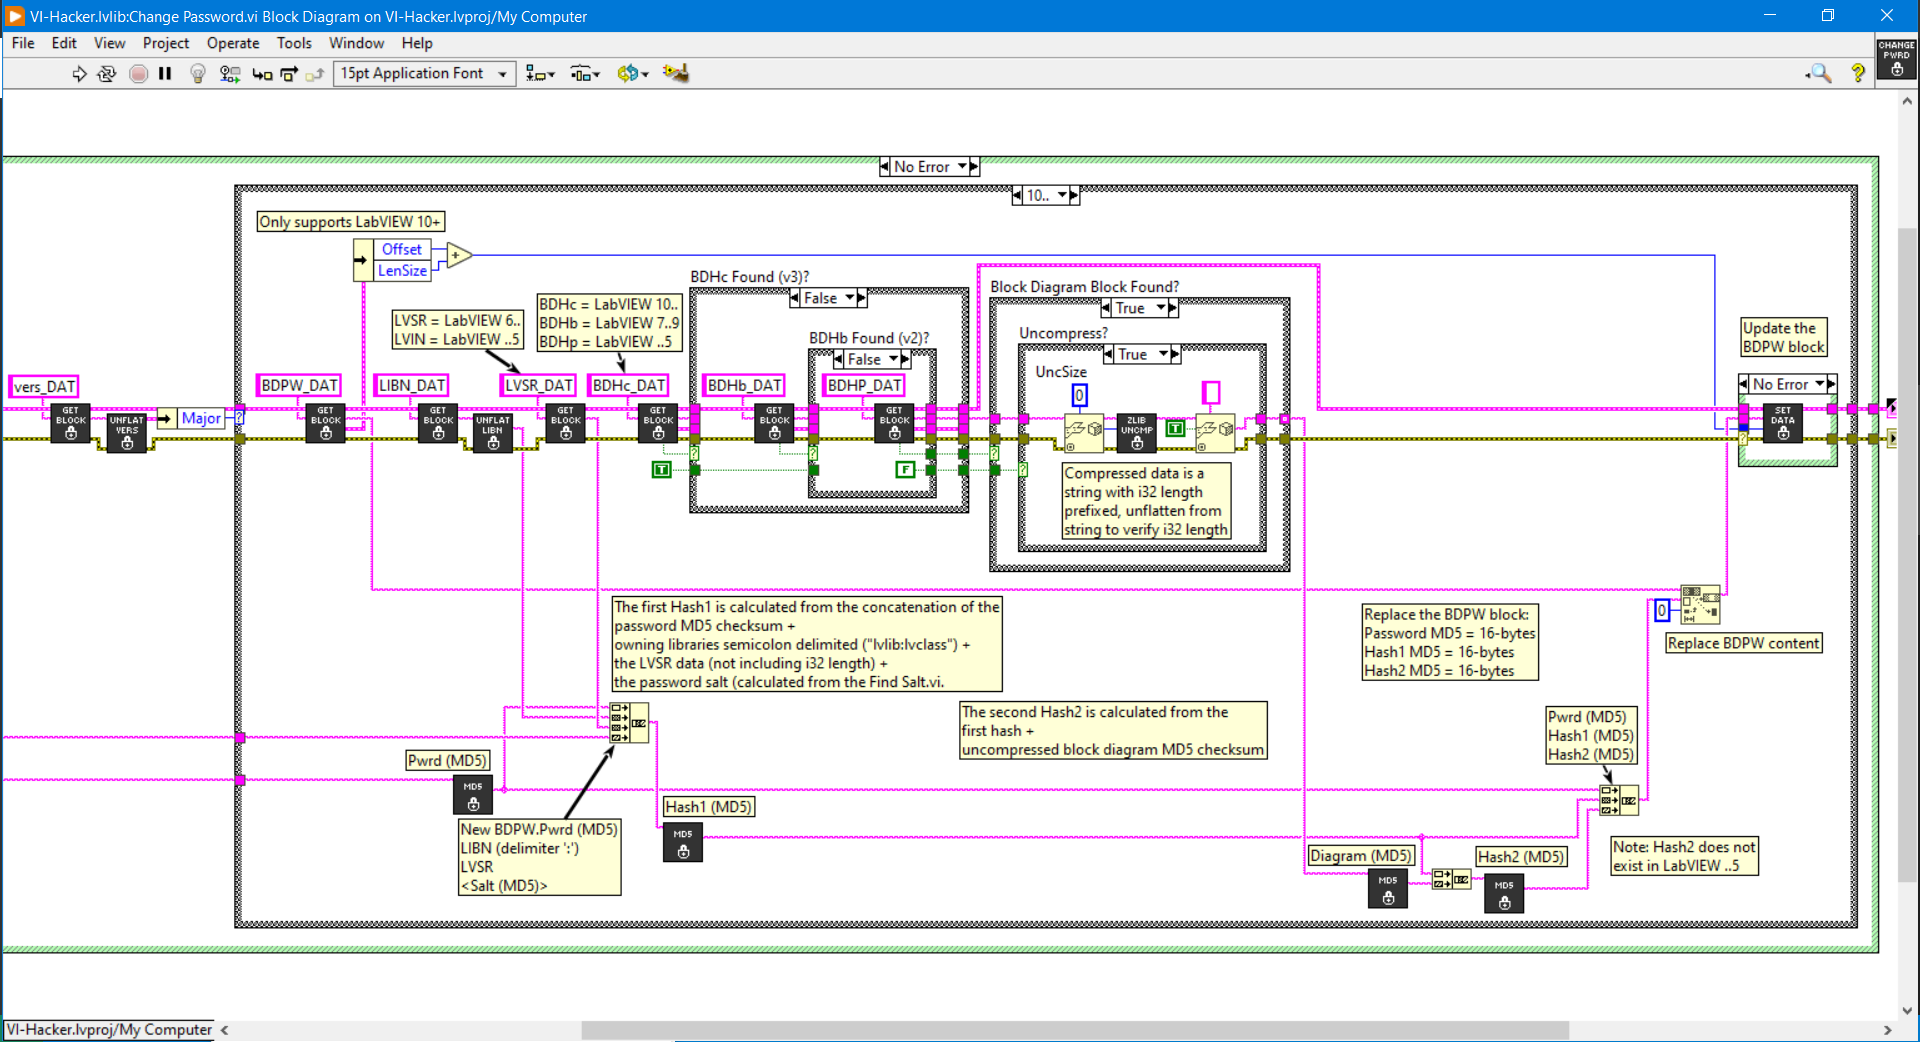 VI-Hacker.lvlib:Change Password.vi Block Diagram on VI-Hacker.lvproj/My Computer
File Edit View Project Operate Tools Window Help
15pt Application Font
CHANGE
PWRD
No Error
10..
Only supports LabVIEW 10+
Offset
LenSize
LVSR = LabVIEW 6..
LVIN = LabVIEW ..5
BDHc = LabVIEW 10..
BDHb = LabVIEW 7..9
BDHp = LabVIEW ..5
BDHc Found (v3)?
False
BDHb Found (v2)?
False
Block Diagram Block Found?
True
Uncompress?
True
UncSize
0
Update the
BDPW block
No Error
vers_DAT
BDPW_DAT
LIBN_DAT
LVSR_DAT
BDHc_DAT
BDHb_DAT
BDHP_DAT
GET
BLOCK
UNFLAT
VERS
Major
?
GET
BLOCK
GET
BLOCK
UNFLAT
LIBN
GET
BLOCK
GET
BLOCK
GET
BLOCK
GET
BLOCK
ZLIB
UNCMP
T
SET
DATA
T
F
?
?
?
?
?
Compressed data is a
string with i32 length
prefixed, unflatten from
string to verify i32 length
The first Hash1 is calculated from the concatenation of the
password MD5 checksum +
owning libraries semicolon delimited ("lvlib:lvclass") +
the LVSR data (not including i32 length) +
the password salt (calculated from the Find Salt.vi.
Replace the BDPW block:
Password MD5 = 16-bytes
Hash1 MD5 = 16-bytes
Hash2 MD5 = 16-bytes
0
Replace BDPW content
The second Hash2 is calculated from the
first hash +
uncompressed block diagram MD5 checksum
Pwrd (MD5)
Hash1 (MD5)
Hash2 (MD5)
Pwrd (MD5)
MD5
New BDPW.Pwrd (MD5)
LIBN (delimiter ':')
LVSR
<Salt (MD5)>
Hash1 (MD5)
MD5
Diagram (MD5)
MD5
Hash2 (MD5)
MD5
Note: Hash2 does not
exist in LabVIEW ..5
VI-Hacker.lvproj/My Computer